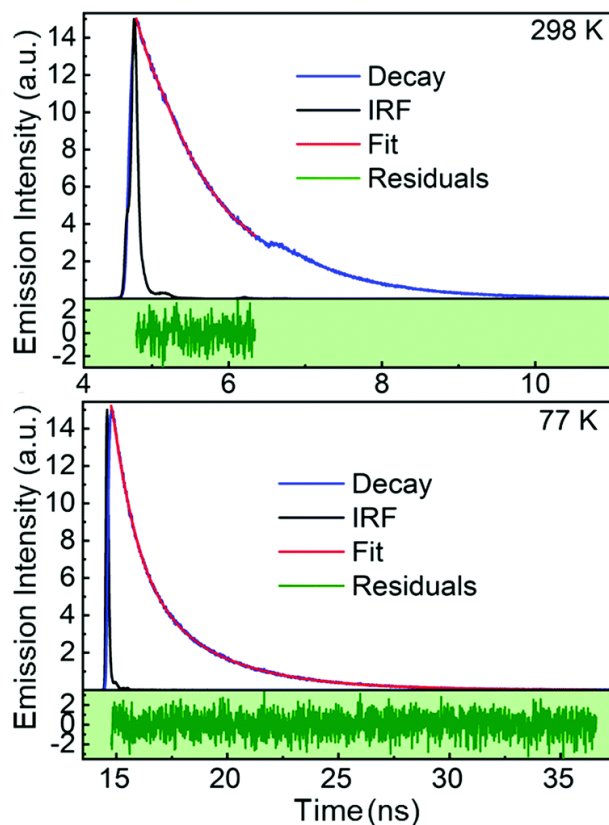 298 K
Decay
IRF
Fit
Residuals
Emission Intensity (a.u.)
14
12
10
8
6
4
2
2
0
-2
4 6 8 10
77 K
Decay
IRF
Fit
Residuals
Emission Intensity (a.u.)
14
12
10
8
6
4
2
2
0
-2
15 20 25 30 35
Time (ns)